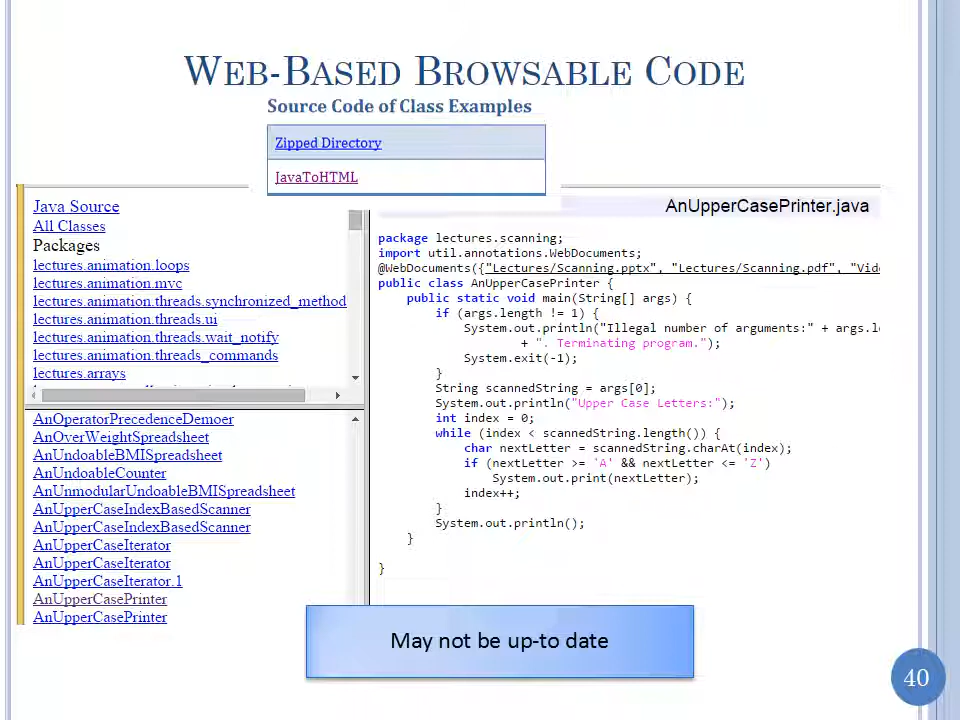 WEB-BASED BROWSABLE CODE
Source Code of Class Examples
Zipped Directory
JavaToHTML
Java Source
All Classes
Packages
lectures.animation.loops
lectures.animation.mvc
lectures.animation.threads.synchronized_method
lectures.animation.threads.ui
lectures.animation.threads.wait_notify
lectures.animation.threads_commands
lectures.arrays
AnOperatorPrecedenceDemoer
AnOverWeightSpreadsheet
AnUndoableBMISpreadsheet
AnUndoableCounter
AnUnmodularUndoableBMISpreadsheet
AnUpperCaseIndexBasedScanner
AnUpperCaseIndexBasedScanner
AnUpperCaseIterator
AnUpperCaseIterator
AnUpperCaseIterator.1
AnUpperCasePrinter
AnUpperCasePrinter
AnUpperCasePrinter.java
package lectures.scanning;
import util.annotations.WebDocuments;
@WebDocuments({"Lectures/Scanning.pptx", "Lectures/Scanning.pdf", "Vid
public class AnUpperCasePrinter {
public static void main(String[] args) {
if (args.length != 1) {
System.out.println("Illegal number of arguments:" + args.l
+ ". Terminating program.");
System.exit(-1);
}
String scannedString = args[0];
System.out.println("Upper Case Letters:");
int index = 0;
while (index < scannedString.length()) {
char nextLetter = scannedString.charAt(index);
if (nextLetter >= 'A' && nextLetter <= 'Z')
System.out.print(nextLetter);
index++;
}
System.out.println();
}
}
May not be up-to date
40